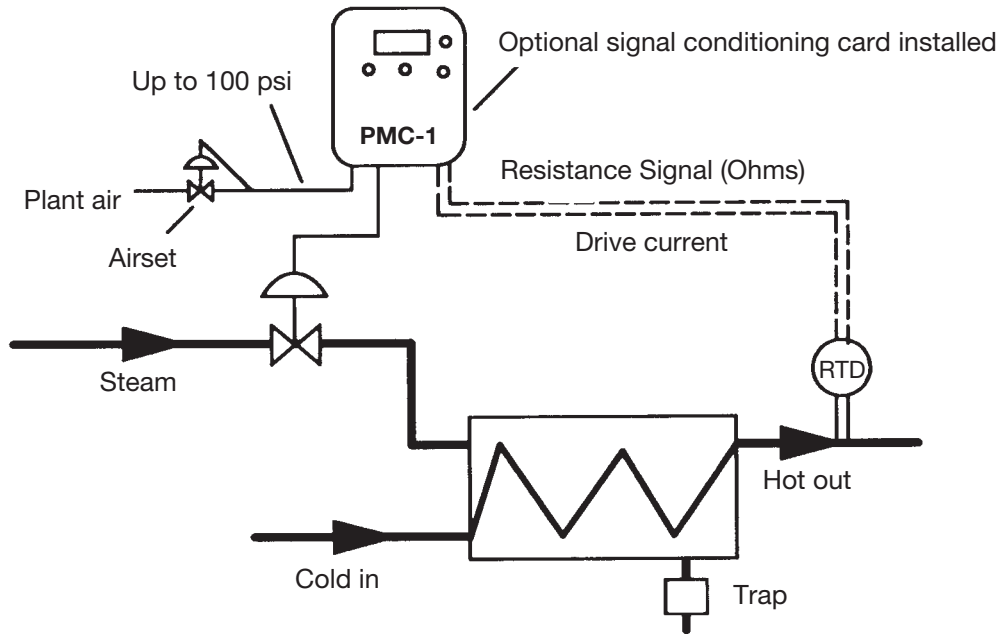 Optional signal conditioning card installed
Up to 100 psi
PMC-1
Resistance Signal (Ohms)
Plant air
Drive current
Airset
RTD
Steam
Hot out
Cold in
Trap